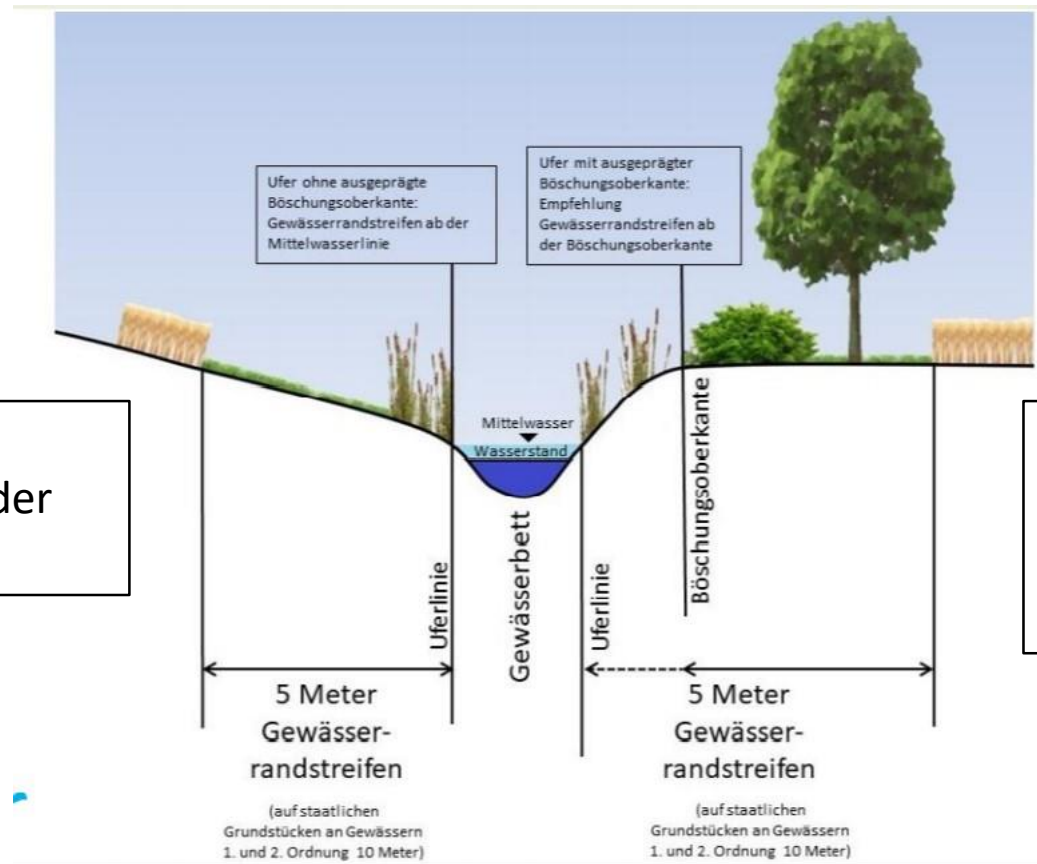 Ufer ohne ausgeprägte
Böschungsoberkante:
Gewässerrandstreifen ab der
Mittelwasserlinie
Ufer mit ausgeprägter
Böschungsoberkante:
Empfehlung
Gewässerrandstreifen ab
der Böschungsoberkante
der
Mittelwasser
Wasserstand
Uferlinie
Gewässerbett
Uferlinie
Böschungsoberkante
5 Meter
Gewässer-
randstreifen
(auf staatlichen
Grundstücken an Gewässern
1. und 2. Ordnung 10 Meter)
5 Meter
Gewässer-
randstreifen
(auf staatlichen
Grundstücken an Gewässern
1. und 2. Ordnung 10 Meter)